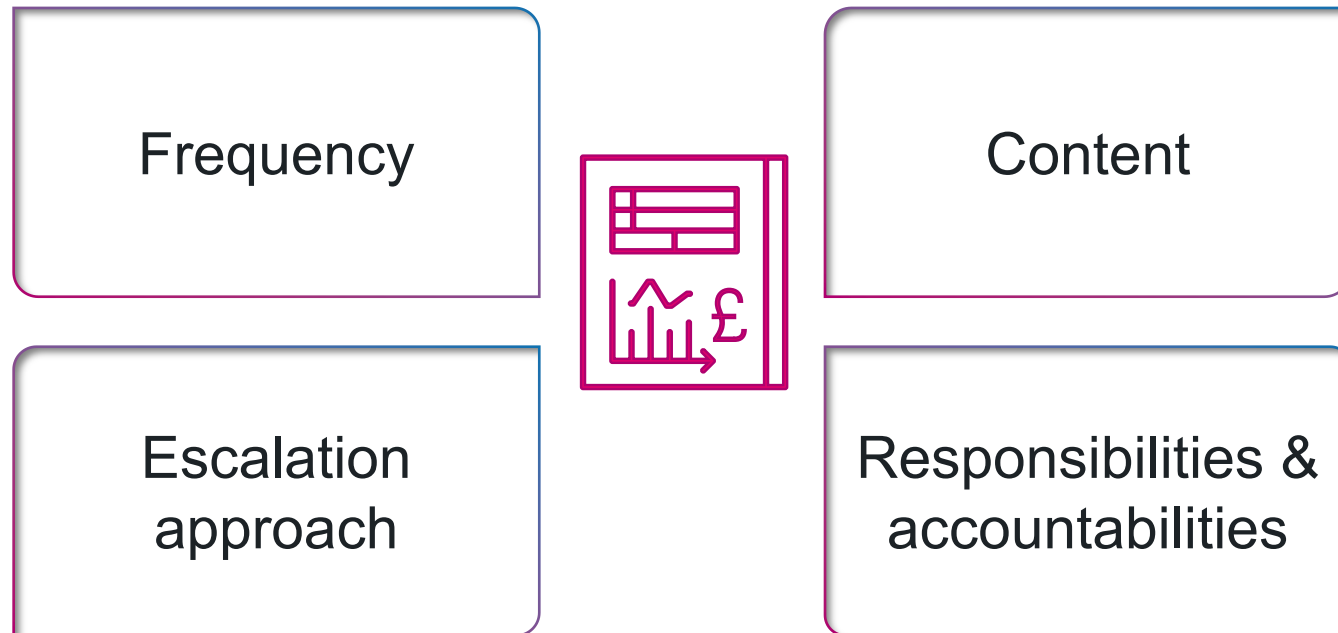 Frequency
Content
£
Escalation
approach
Responsibilities &
accountabilities